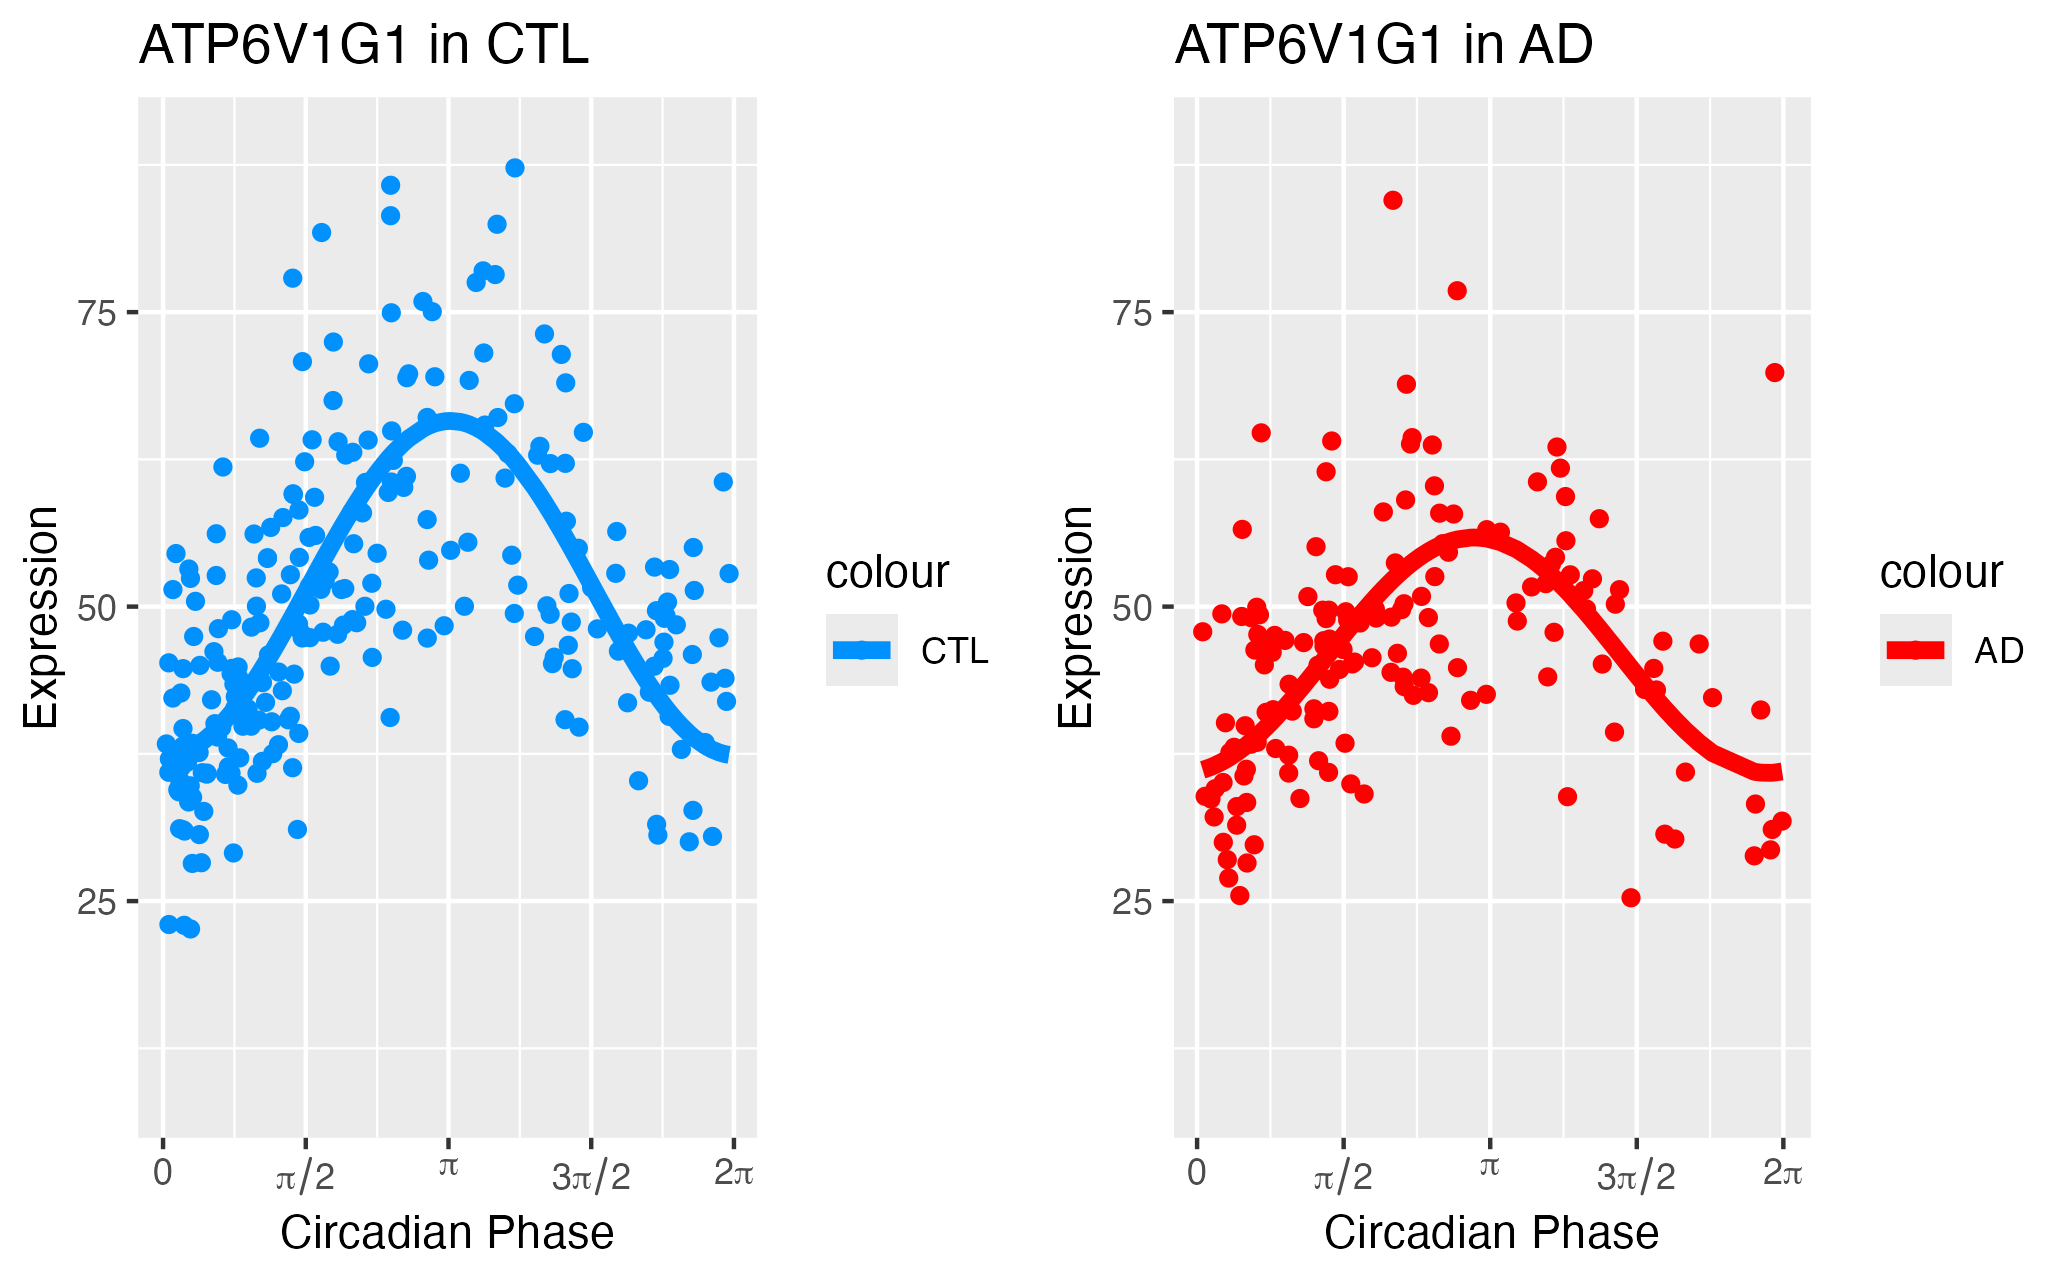 ATP6V1G1 in CTL
75
50
25
Expression
0 π/2 π 3π/2 2π
Circadian Phase
colour
CTL
ATP6V1G1 in AD
75
50
25
Expression
0 π/2 π 3π/2 2π
Circadian Phase
colour
AD